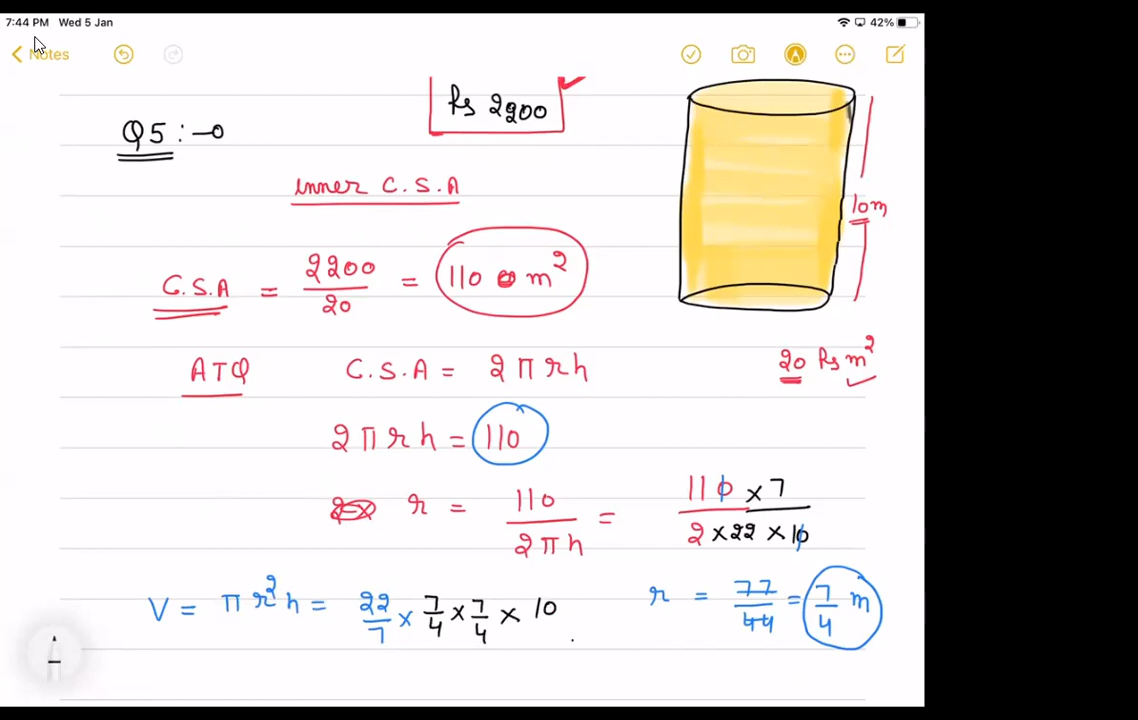 7:44 PM Wed 5 Jan
42%
Notes
Rs 2200
Q5:-
inner C.S.A
10m
C.S.A = 2200/20 = 110 m²
20 Rs m²
ATQ C.S.A = 2πrh
2πrh = 110
r = 110/2πh = 110×7/2×22×10
V = πr²h = 22/7 × 7/4 × 7/4 × 10
r = 77/44 = 7/4 m